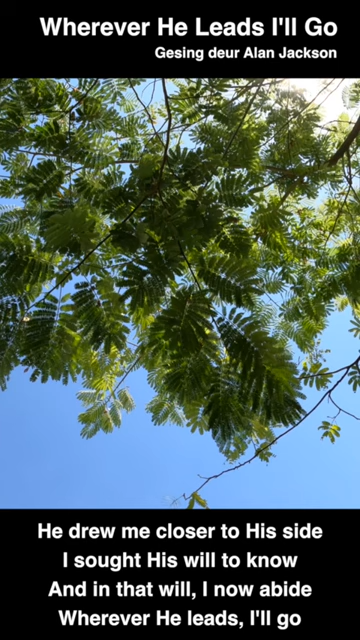 Wherever He Leads I'll Go
Gesing deur Alan Jackson
He drew me closer to His side
I sought His will to know
And in that will, I now abide
Wherever He leads, I'll go